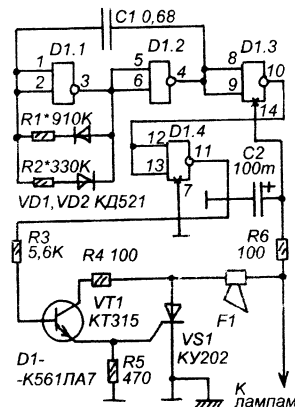 C1 0,68
D1.1
D1.2
D1.3
1
2
3
5
6
4
8
9
10
14
R1*910K
R2*330K
VD1,VD2 КД521
D1.4
12
13
11
7
C2
100m
+
R3
5,6K
R4 100
R6
100
VT1
КТ315
F1
VS1
КУ202
D1-
-К561ЛА7
R5
470
К
лампам